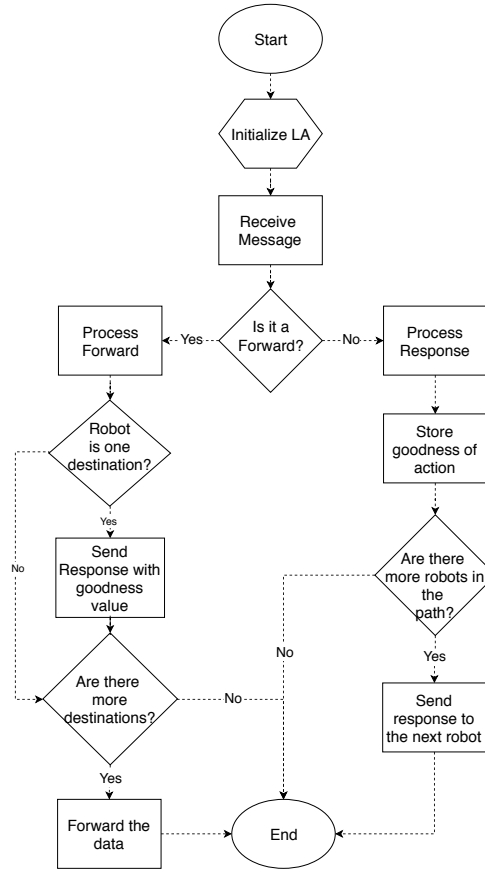 Start
Initialize LA
Receive
Message
Is it a
Forward?
Yes
No
Process
Forward
Process
Response
Robot
is one
destination?
Store
goodness of
action
Yes
No
Send
Response with
goodness
value
Are there
more robots in
the
path?
No
Yes
Are there
more
destinations?
No
Send
response to
the next robot
Yes
Forward the
data
End